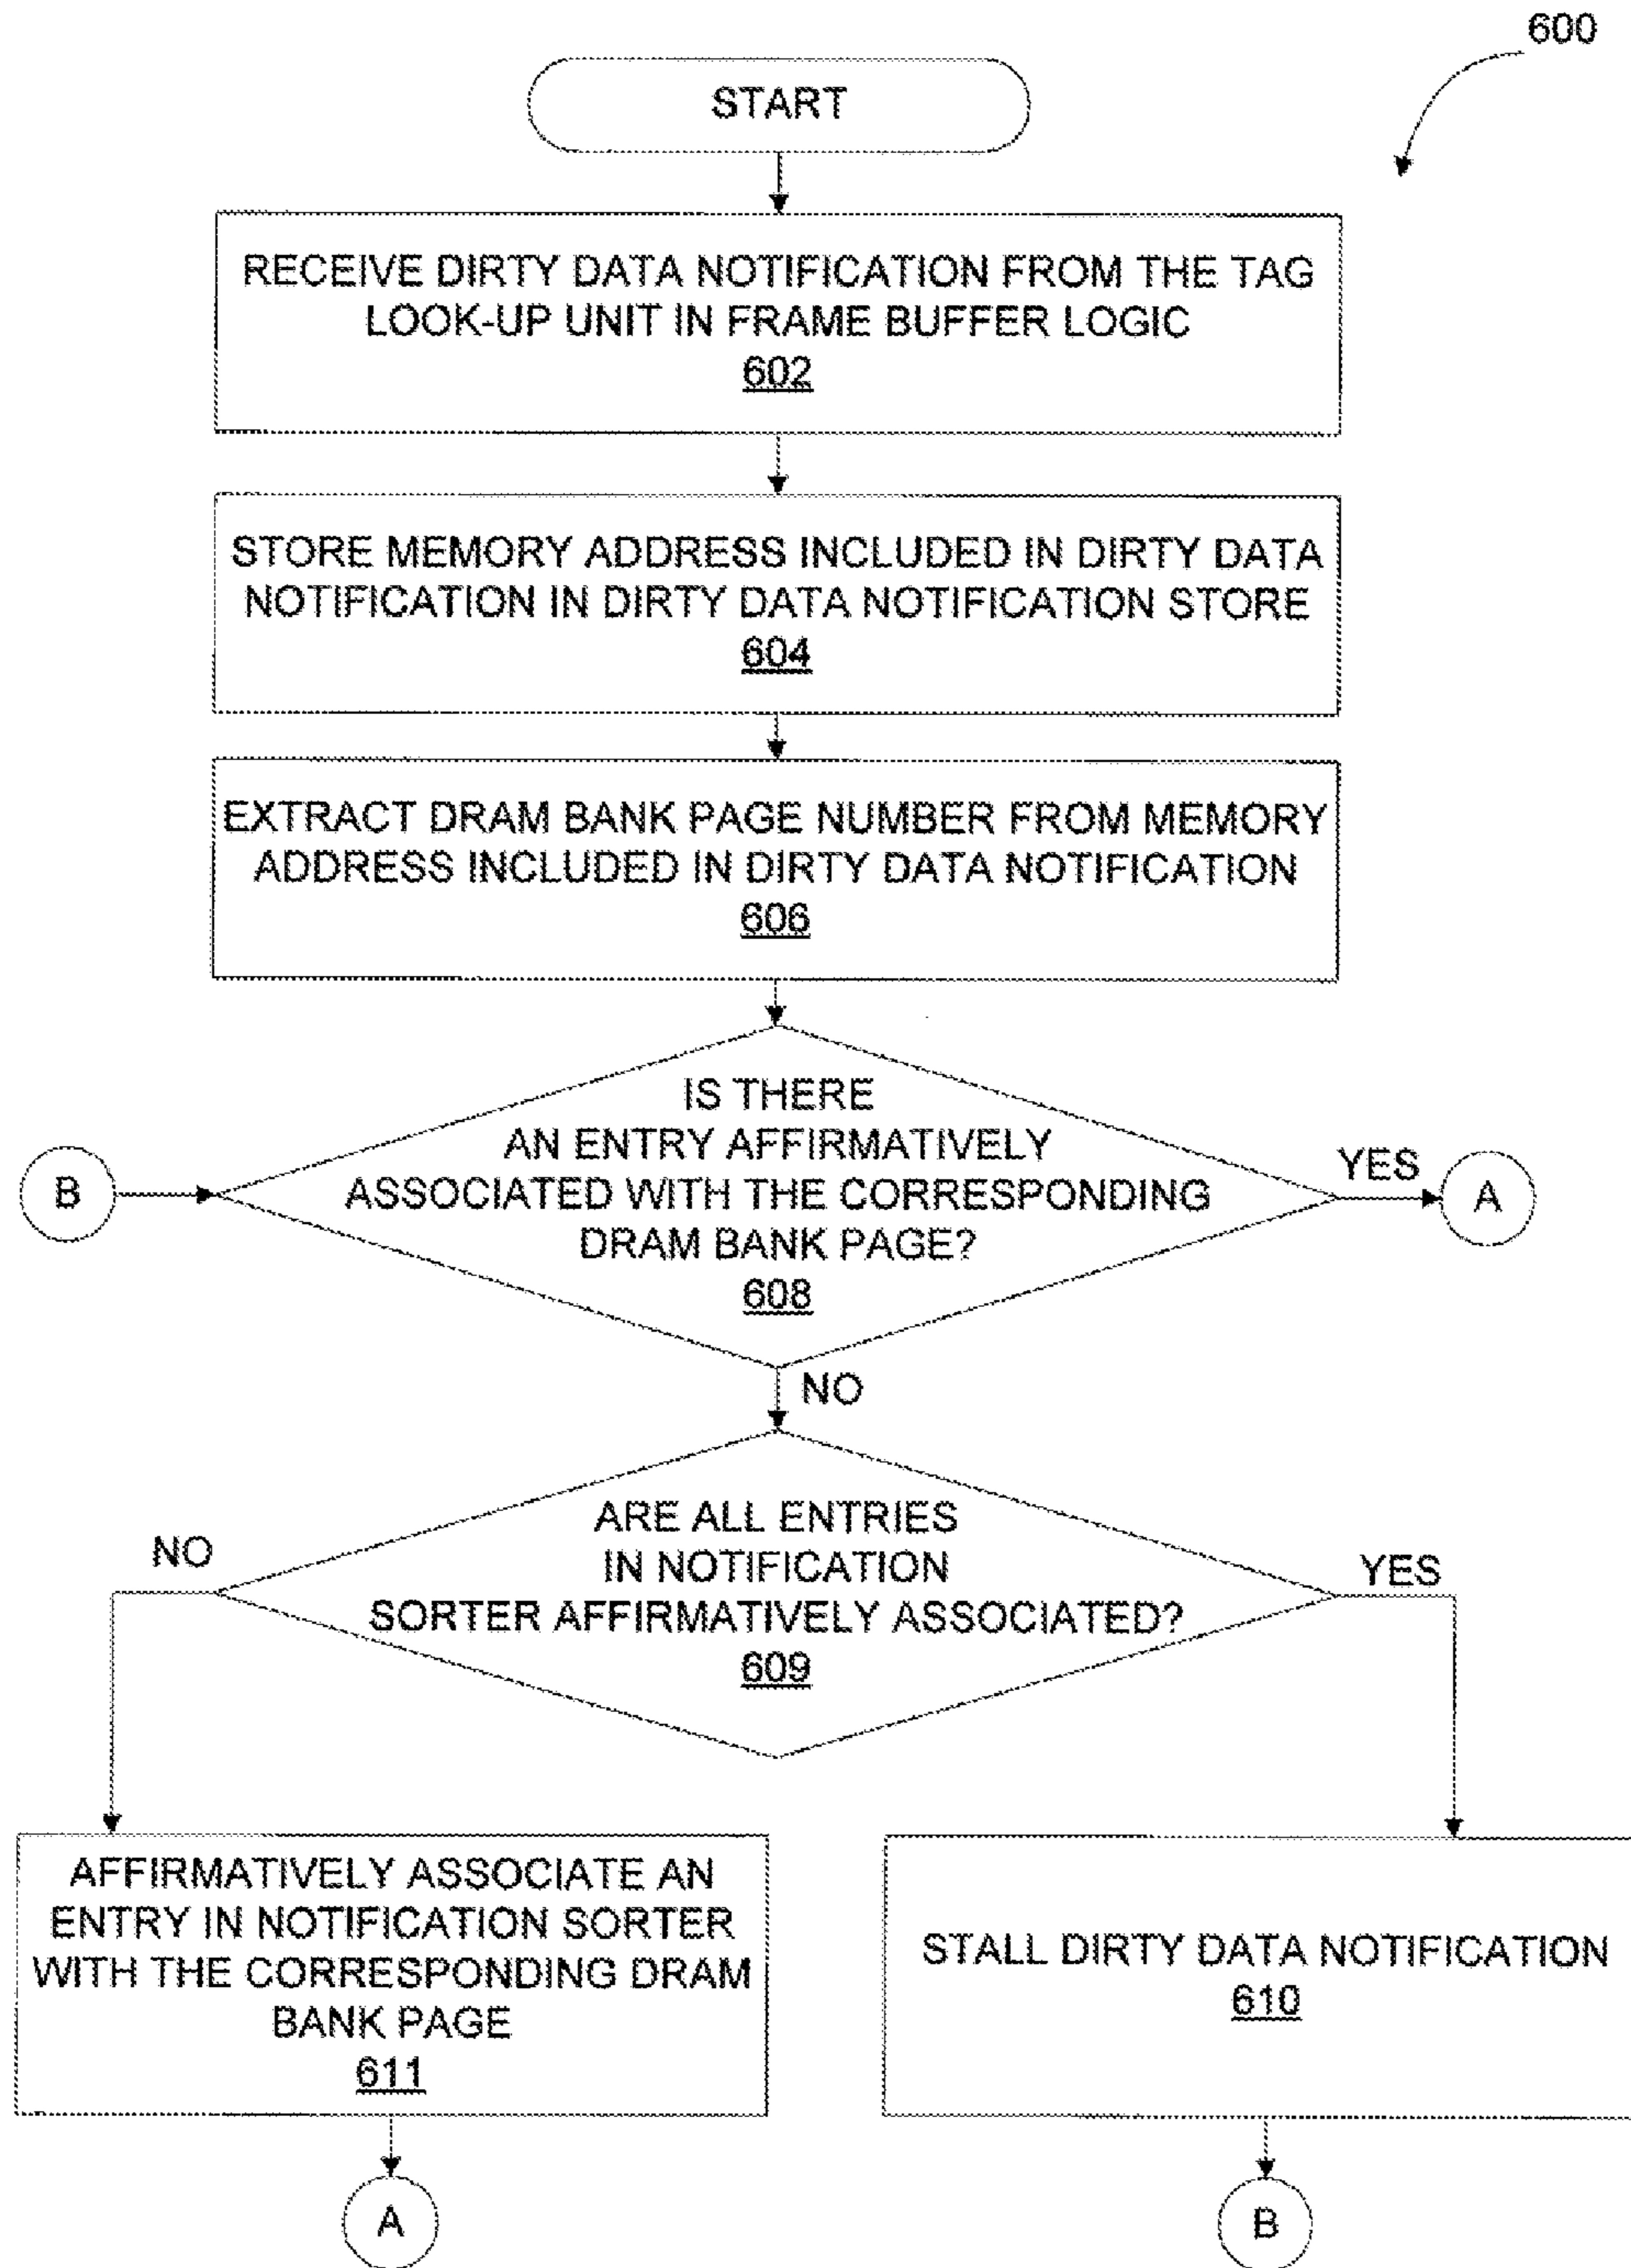 600
START
RECEIVE DIRTY DATA NOTIFICATION FROM THE TAG
LOOK-UP UNIT IN FRAME BUFFER LOGIC
602
STORE MEMORY ADDRESS INCLUDED IN DIRTY DATA
NOTIFICATION IN DIRTY DATA NOTIFICATION STORE
604
EXTRACT DRAM BANK PAGE NUMBER FROM MEMORY
ADDRESS INCLUDED IN DIRTY DATA NOTIFICATION
606
IS THERE
AN ENTRY AFFIRMATIVELY
ASSOCIATED WITH THE CORRESPONDING
DRAM BANK PAGE?
608
B
YES
A
NO
ARE ALL ENTRIES
IN NOTIFICATION
SORTER AFFIRMATIVELY ASSOCIATED?
609
NO
YES
AFFIRMATIVELY ASSOCIATE AN
ENTRY IN NOTIFICATION SORTER
WITH THE CORRESPONDING DRAM
BANK PAGE
611
STALL DIRTY DATA NOTIFICATION
610
A
B